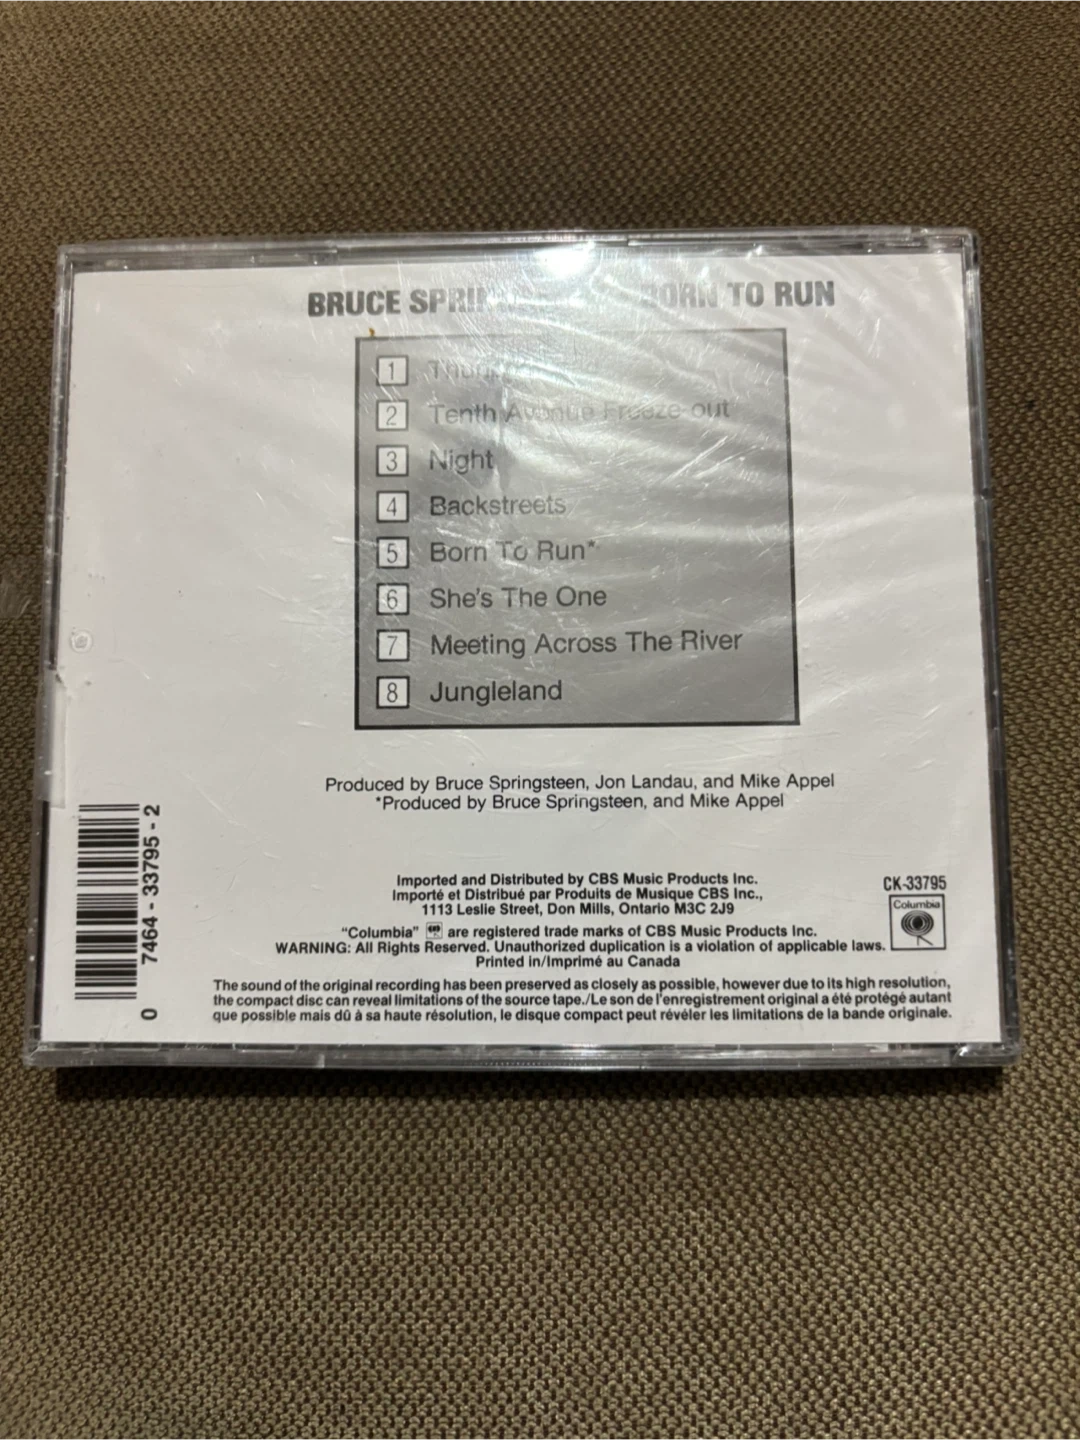 BRUCE BORN TO RUN
1
2 Tenth Avenue Freeze-out
3 Night
4 Backstreets
5 Born To Run*
6 She's The One
7 Meeting Across The River
8 Jungleland
Produced by Bruce Springsteen, Jon Landau, and Mike Appel
*Produced by Bruce Springsteen, and Mike Appel
Imported and Distributed by CBS Music Products Inc.
Importé et Distribué par Produits de Musique CBS Inc.,
1113 Leslie Street, Don Mills, Ontario M3C 2J9
"Columbia" are registered trade marks of CBS Music Products Inc.
WARNING: All Rights Reserved. Unauthorized duplication is a violation of applicable laws.
Printed in/Imprimé au Canada
CK-33795
Columbia
The sound of the original recording has been preserved as closely as possible, however due to its high resolution,
the compact disc can reveal limitations of the source tape./Le son de l'enregistrement original a été protégé autant
que possible mais dû à sa haute résolution, le disque compact peut révéler les limitations de la bande originale.
0 7464-33795-2